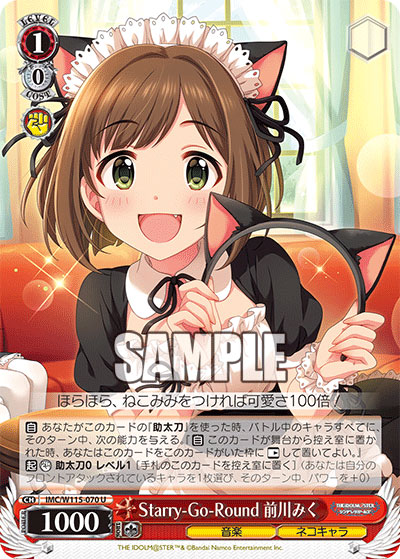 LEVEL
1
0
COST
SAMPLE
ほらほら、ねこみみをつければ可愛さ100倍！
自 あなたがこのカードの『助太刀』を使った時、バトル中のキャラすべてに、
そのターン中、次の能力を与える。『自 このカードが舞台から控え室に置か
れた時、あなたはこのカードをこのカードがいた枠に して置いてよい。』
起 助太刀0 レベル1 ［手札のこのカードを控え室に置く］（あなたは自分の
フロントアタックされているキャラを1枚選び、そのターン中、パワーを＋0）
CH IMC/W115-070 U
1000
Starry-Go-Round 前川みく
THE IDOLM@STER
シンデレラガールズ
音楽
ネコキャラ
THE IDOLM@STER™& ©Bandai Namco Entertainment Inc.